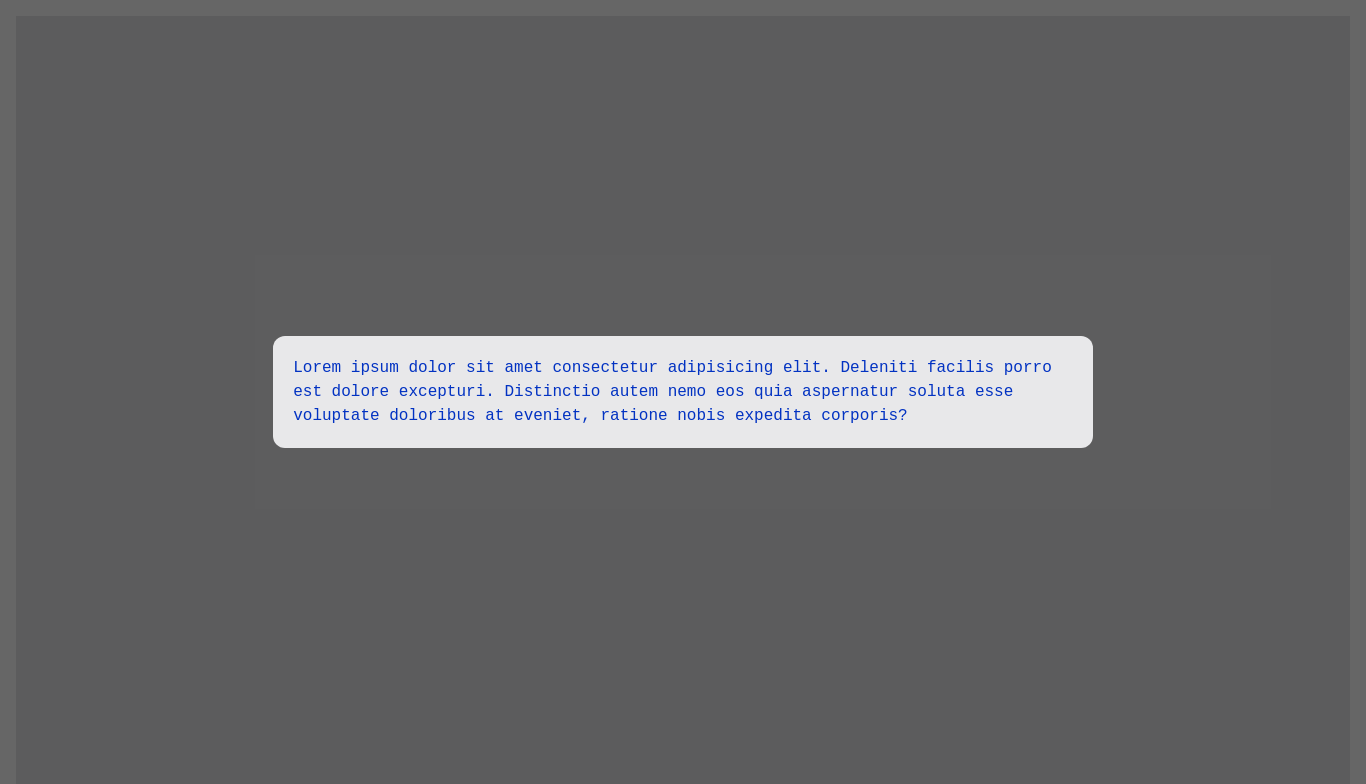 Lorem ipsum dolor sit amet consectetur adipisicing elit. Deleniti facilis porro
est dolore excepturi. Distinctio autem nemo eos quia aspernatur soluta esse
voluptate doloribus at eveniet, ratione nobis expedita corporis?